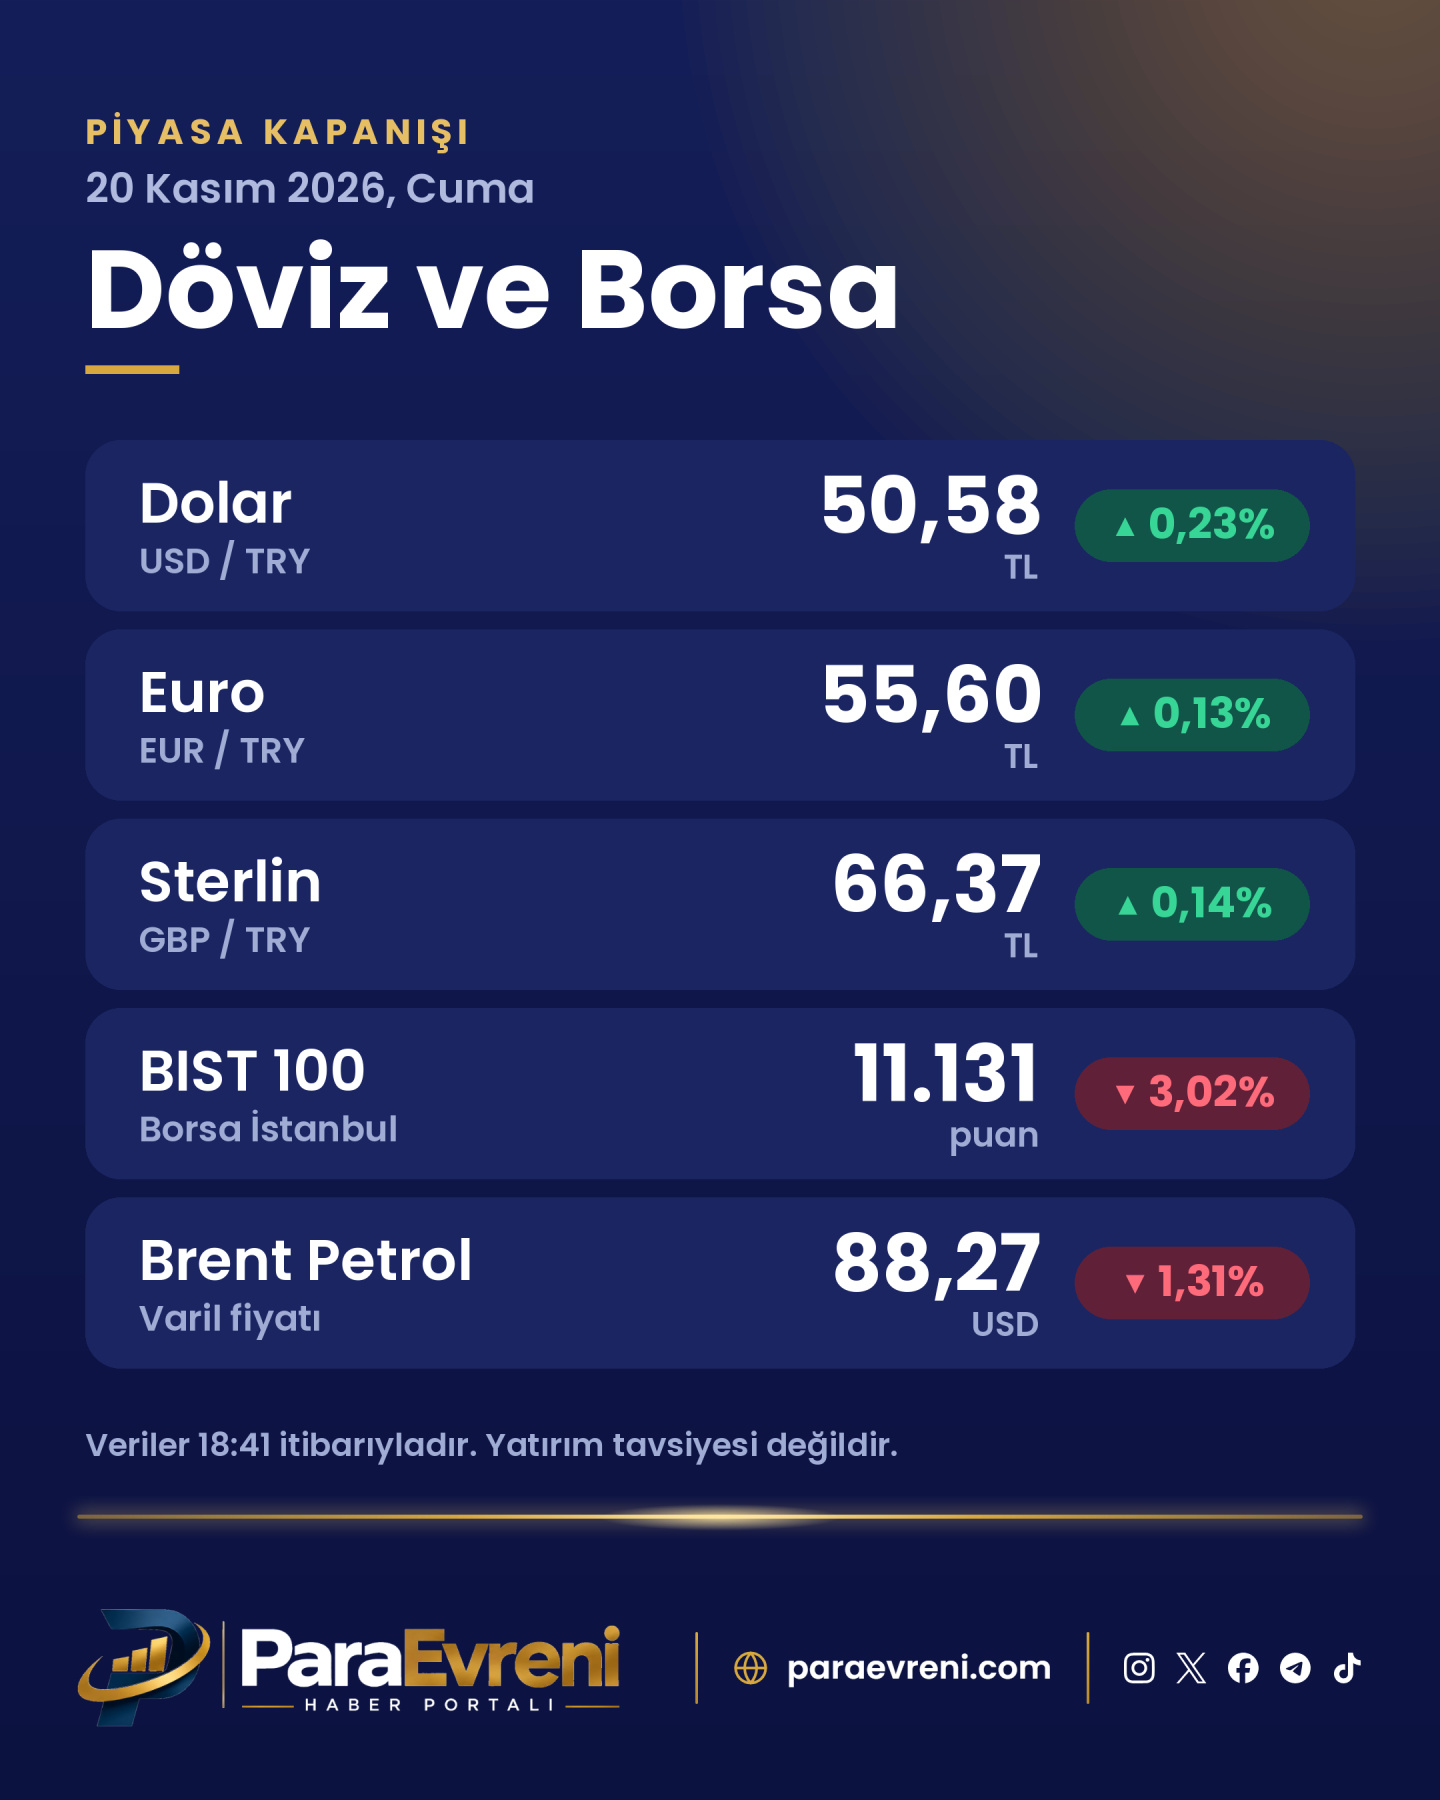 PİYASA KAPANIŞI
20 Kasım 2026, Cuma
Döviz ve Borsa
Dolar
USD / TRY
50,58
TL
▲ 0,23%
Euro
EUR / TRY
55,60
TL
▲ 0,13%
Sterlin
GBP / TRY
66,37
TL
▲ 0,14%
BIST 100
Borsa İstanbul
11.131
puan
▼ 3,02%
Brent Petrol
Varil fiyatı
88,27
USD
▼ 1,31%
Veriler 18:41 itibarıyladır. Yatırım tavsiyesi değildir.
ParaEvreni
HABER PORTALI
paraevreni.com